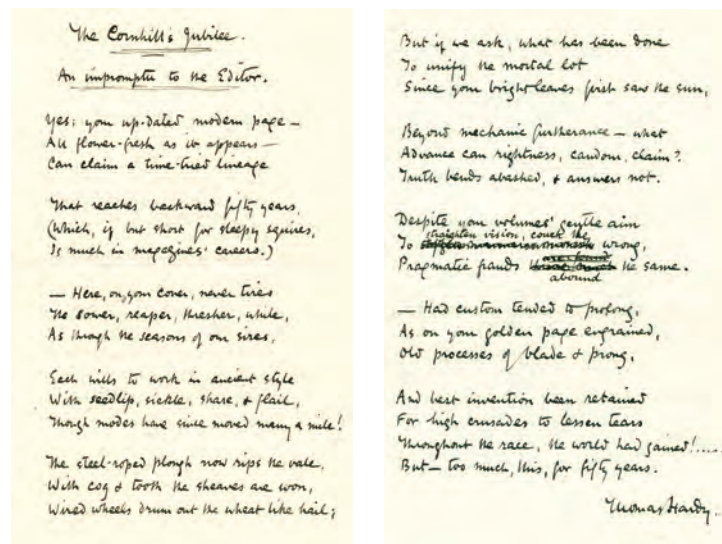 The Cornhill's Jubilee.
An impromptu to the Editor.
Yes; your up-dated modern page —
All flower-fresh as it appears —
Can claim a time-tried lineage
That reaches backward fifty years,
(Which, if but short for sleepy squires,
Is much in magazines' careers.)
— Here, on your cover, never tires
The sower, reaper, thresher, while,
As through the seasons of our sires,
Each wills to work in ancient style
With seedlip, sickle, share, & flail,
Though modes have since moved many a mile!
The steel-roped plough now rips the vale,
With cog & tooth the sheaves are won,
Wired wheels drum out the wheat like hail;
But if we ask, what has been done
To unify the mortal lot
Since your bright leaves first saw the sun,
Beyond mechanic furtherance — what
Advance can rightness, candour, claim?
Truth bends abashed, & answers not.
Despite your volumes' gentle aim
straighten vision, couch the
To wrong,
are found
Pragmatic frauds the same.
abound
— Had custom tended to prolong,
As on your golden page engrained,
Old processes of blade & prong,
And best invention been retained
For high crusades to lessen tears
Throughout the race, the world had gained!....
But — too much, this, for fifty years.
Thomas Hardy.